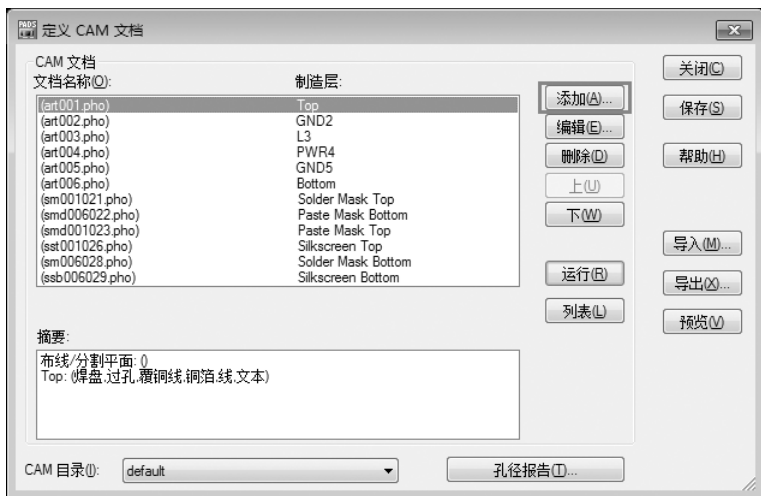 PADS
定义 CAM 文档
CAM 文档
文档名称(O): 制造层:
(art001.pho) Top
(art002.pho) GND2
(art003.pho) L3
(art004.pho) PWR4
(art005.pho) GND5
(art006.pho) Bottom
(sm001021.pho) Solder Mask Top
(smd006022.pho) Paste Mask Bottom
(smd001023.pho) Paste Mask Top
(sst001026.pho) Silkscreen Top
(sm006028.pho) Solder Mask Bottom
(ssb006029.pho) Silkscreen Bottom
添加(A)...
编辑(E)...
删除(D)
上(U)
下(W)
运行(R)
列表(L)
关闭(C)
保存(S)
帮助(H)
导入(M)...
导出(X)...
预览(V)
摘要:
布线/分割平面: ()
Top: (焊盘,过孔,覆铜线,铜箔,线,文本)
CAM 目录(I): default
孔径报告(T)...